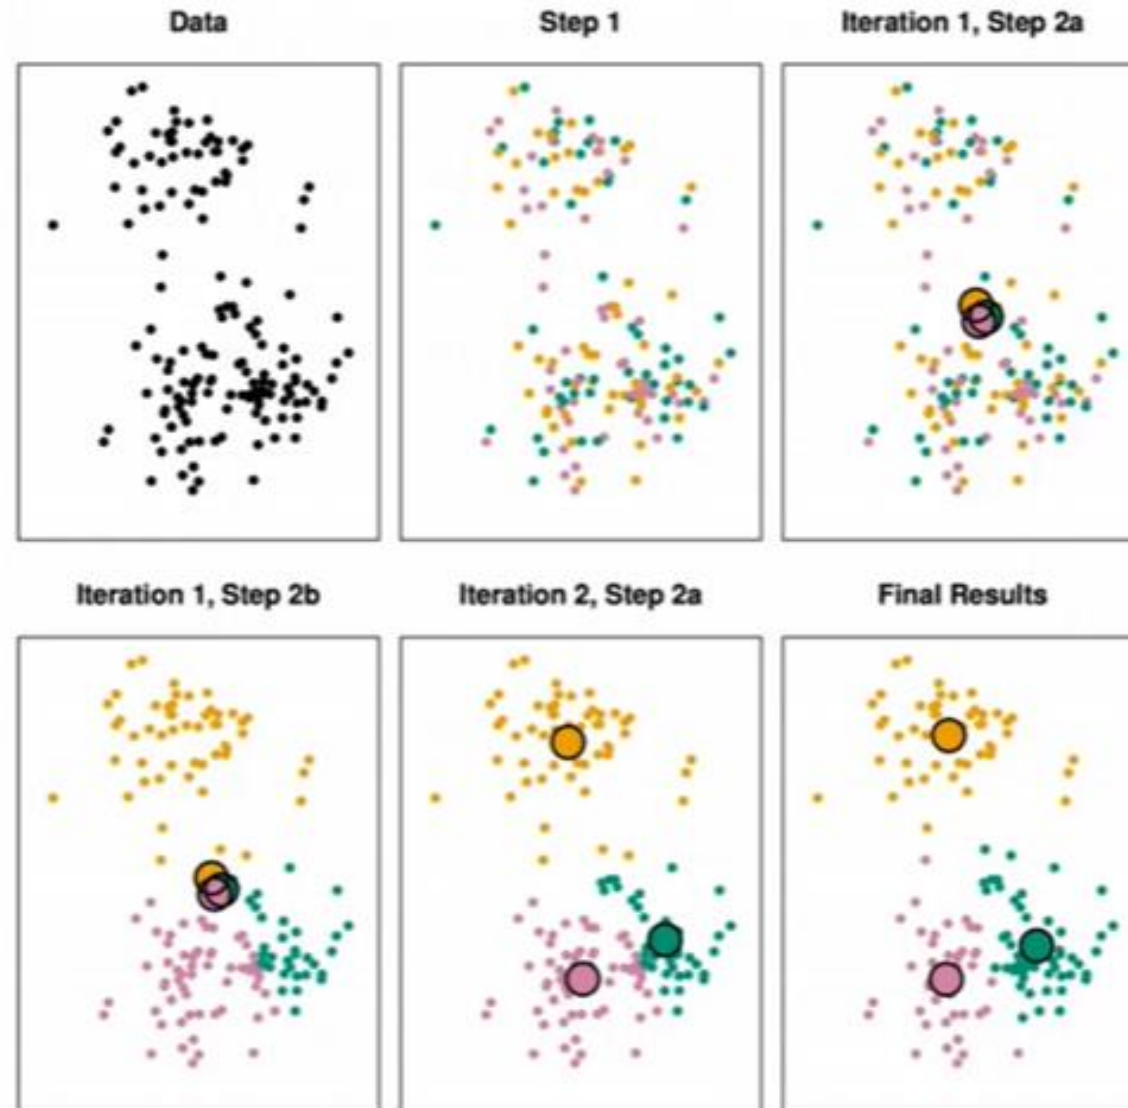 Data
Step 1
Iteration 1, Step 2a
Iteration 1, Step 2b
Iteration 2, Step 2a
Final Results